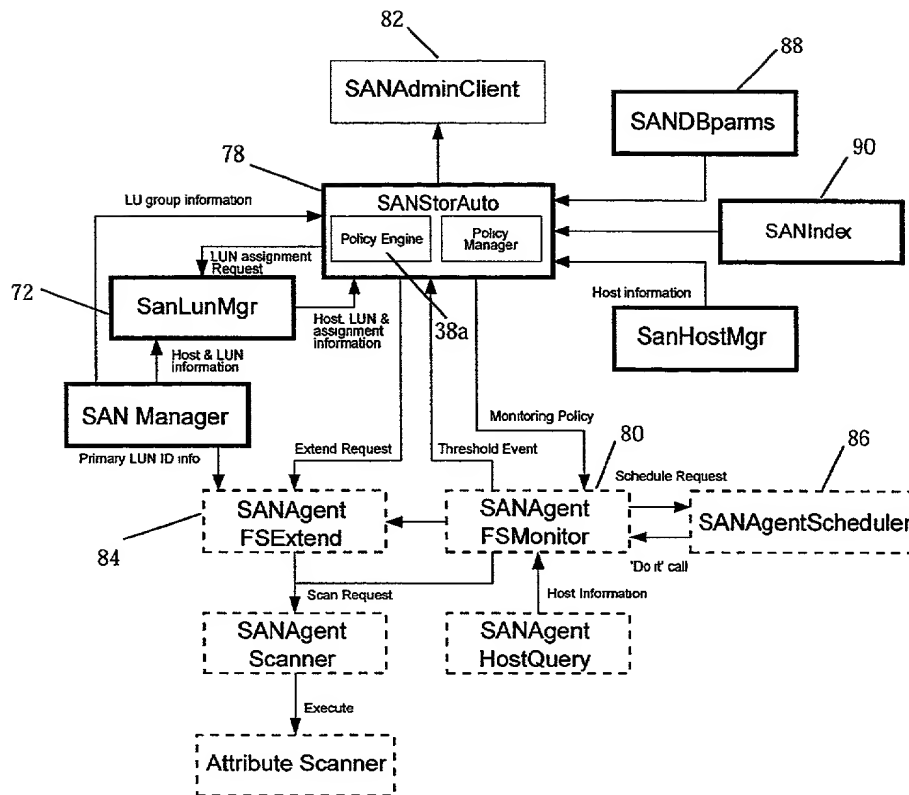 82
88
SANAdminClient
SANDBparms
78
90
LU group information
SANStorAuto
Policy Engine
Policy
Manager
SANIndex
LUN assignment
Request
72
SanLunMgr
Host, LUN &
assignment
information
38a
Host information
SanHostMgr
Host & LUN
information
SAN Manager
Primary LUN ID info
Extend Request
Threshold Event
Monitoring Policy
80
86
Schedule Request
84
SANAgent
FSExtend
SANAgent
FSMonitor
SANAgentScheduler
'Do it' call
Scan Request
Host Information
SANAgent
Scanner
SANAgent
HostQuery
Execute
Attribute Scanner